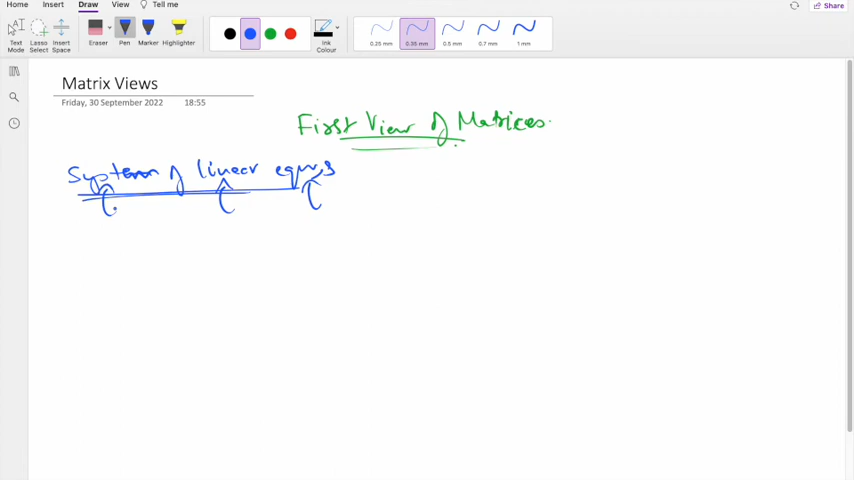 Home Insert Draw View Tell me Share
Text Mode Lasso Select Insert Space Eraser Pen Marker Highlighter Ink Colour 0.25 mm 0.35 mm 0.5 mm 0.7 mm 1 mm
Matrix Views
Friday, 30 September 2022 18:55
First View of Matrices.
System of linear eqns